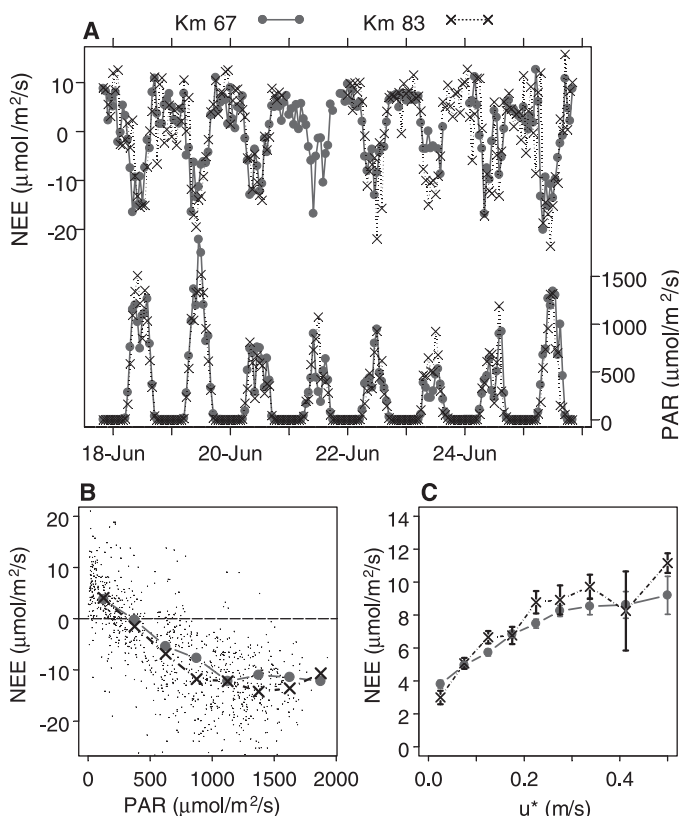 Km 67 Km 83
A
NEE (μmol/m²/s)
10
0
-10
-20
PAR (μmol/m²/s)
1500
1000
500
0
18-Jun 20-Jun 22-Jun 24-Jun
B
NEE (μmol/m²/s)
20
10
0
-10
-20
0 500 1000 1500 2000
PAR (μmol/m²/s)
C
NEE (μmol/m²/s)
14
12
10
8
6
4
2
0
0.0 0.2 0.4
u* (m/s)